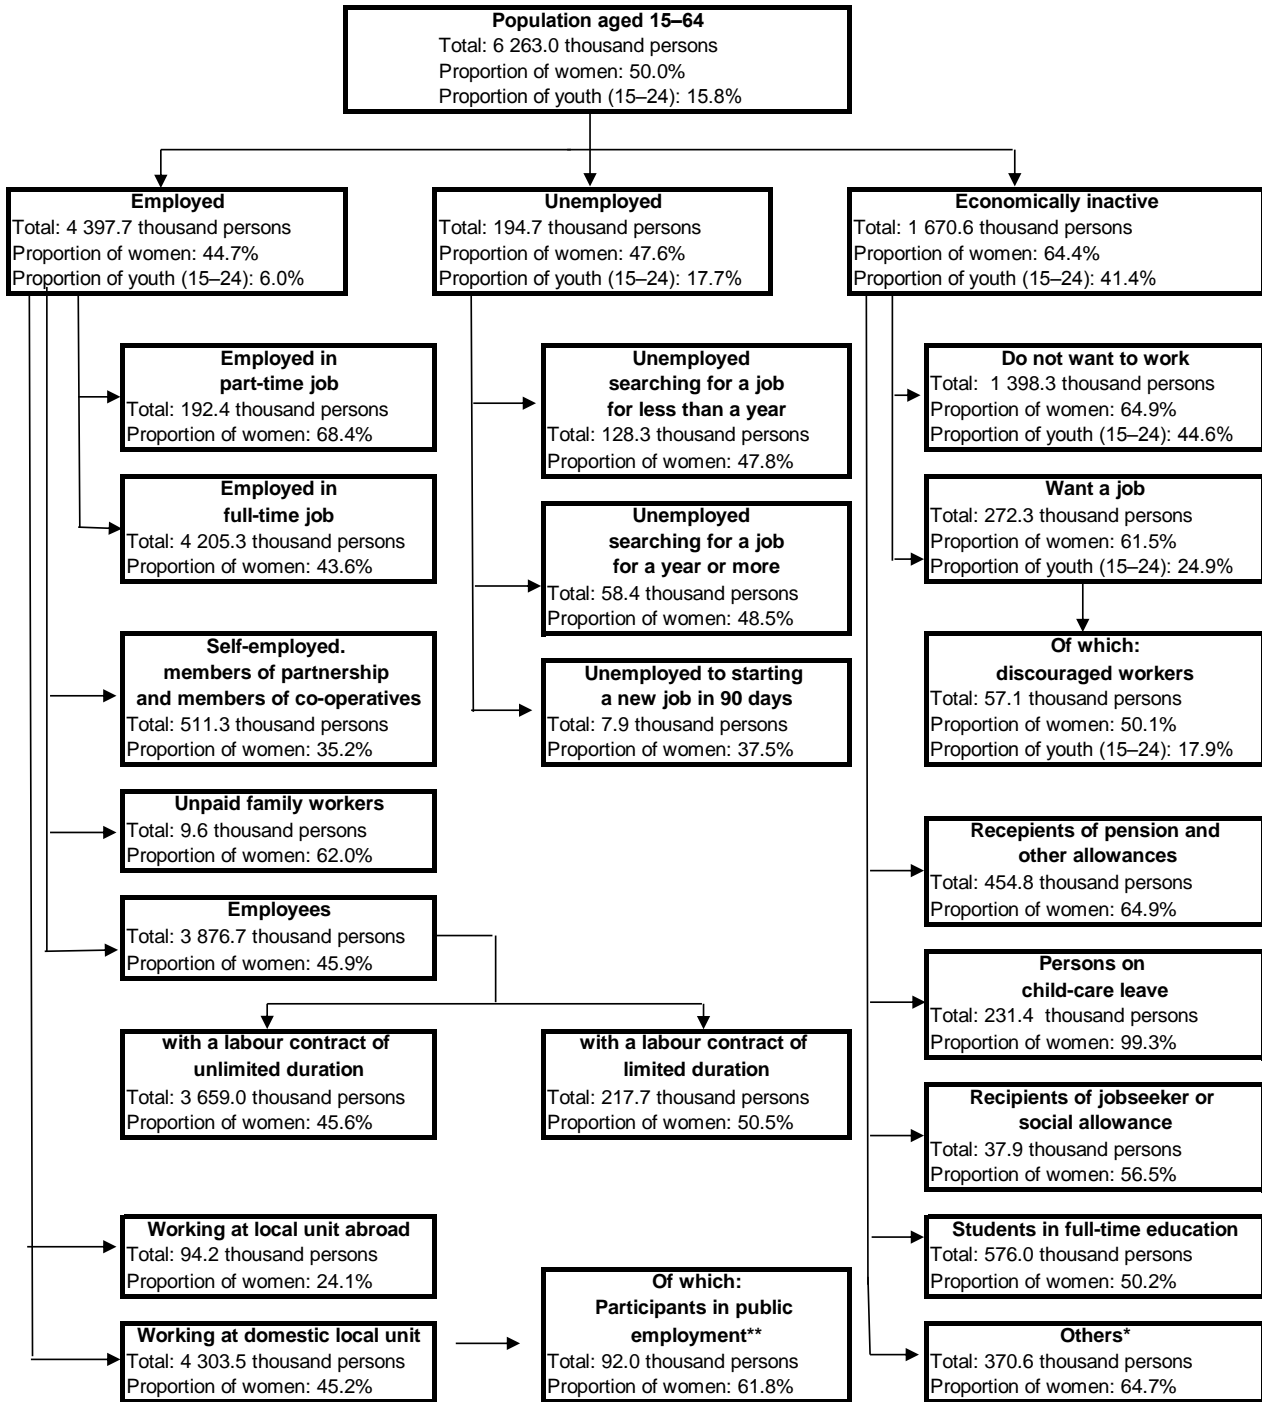 Population aged 15–64
Total: 6 263.0 thousand persons
Proportion of women: 50.0%
Proportion of youth (15–24): 15.8%
Employed
Total: 4 397.7 thousand persons
Proportion of women: 44.7%
Proportion of youth (15–24): 6.0%
Unemployed
Total: 194.7 thousand persons
Proportion of women: 47.6%
Proportion of youth (15–24): 17.7%
Economically inactive
Total: 1 670.6 thousand persons
Proportion of women: 64.4%
Proportion of youth (15–24): 41.4%
Employed in
part-time job
Total: 192.4 thousand persons
Proportion of women: 68.4%
Employed in
full-time job
Total: 4 205.3 thousand persons
Proportion of women: 43.6%
Self-employed.
members of partnership
and members of co-operatives
Total: 511.3 thousand persons
Proportion of women: 35.2%
Unpaid family workers
Total: 9.6 thousand persons
Proportion of women: 62.0%
Employees
Total: 3 876.7 thousand persons
Proportion of women: 45.9%
with a labour contract of
unlimited duration
Total: 3 659.0 thousand persons
Proportion of women: 45.6%
with a labour contract of
limited duration
Total: 217.7 thousand persons
Proportion of women: 50.5%
Working at local unit abroad
Total: 94.2 thousand persons
Proportion of women: 24.1%
Working at domestic local unit
Total: 4 303.5 thousand persons
Proportion of women: 45.2%
Of which:
Participants in public
employment**
Total: 92.0 thousand persons
Proportion of women: 61.8%
Unemployed
searching for a job
for less than a year
Total: 128.3 thousand persons
Proportion of women: 47.8%
Unemployed
searching for a job
for a year or more
Total: 58.4 thousand persons
Proportion of women: 48.5%
Unemployed to starting
a new job in 90 days
Total: 7.9 thousand persons
Proportion of women: 37.5%
Do not want to work
Total: 1 398.3 thousand persons
Proportion of women: 64.9%
Proportion of youth (15–24): 44.6%
Want a job
Total: 272.3 thousand persons
Proportion of women: 61.5%
Proportion of youth (15–24): 24.9%
Of which:
discouraged workers
Total: 57.1 thousand persons
Proportion of women: 50.1%
Proportion of youth (15–24): 17.9%
Recepients of pension and
other allowances
Total: 454.8 thousand persons
Proportion of women: 64.9%
Persons on
child-care leave
Total: 231.4 thousand persons
Proportion of women: 99.3%
Recipients of jobseeker or
social allowance
Total: 37.9 thousand persons
Proportion of women: 56.5%
Students in full-time education
Total: 576.0 thousand persons
Proportion of women: 50.2%
Others*
Total: 370.6 thousand persons
Proportion of women: 64.7%